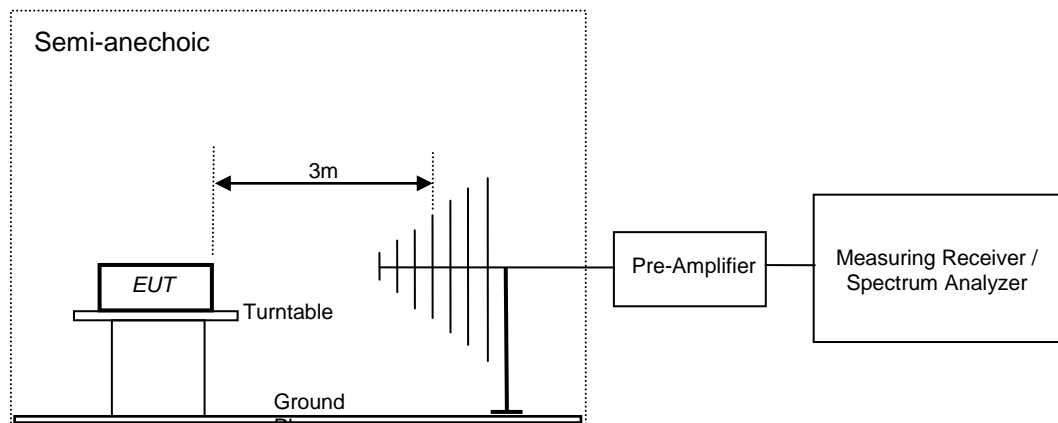 Semi-anechoic
3m
EUT
Turntable
Ground
Pre-Amplifier
Measuring Receiver /
Spectrum Analyzer